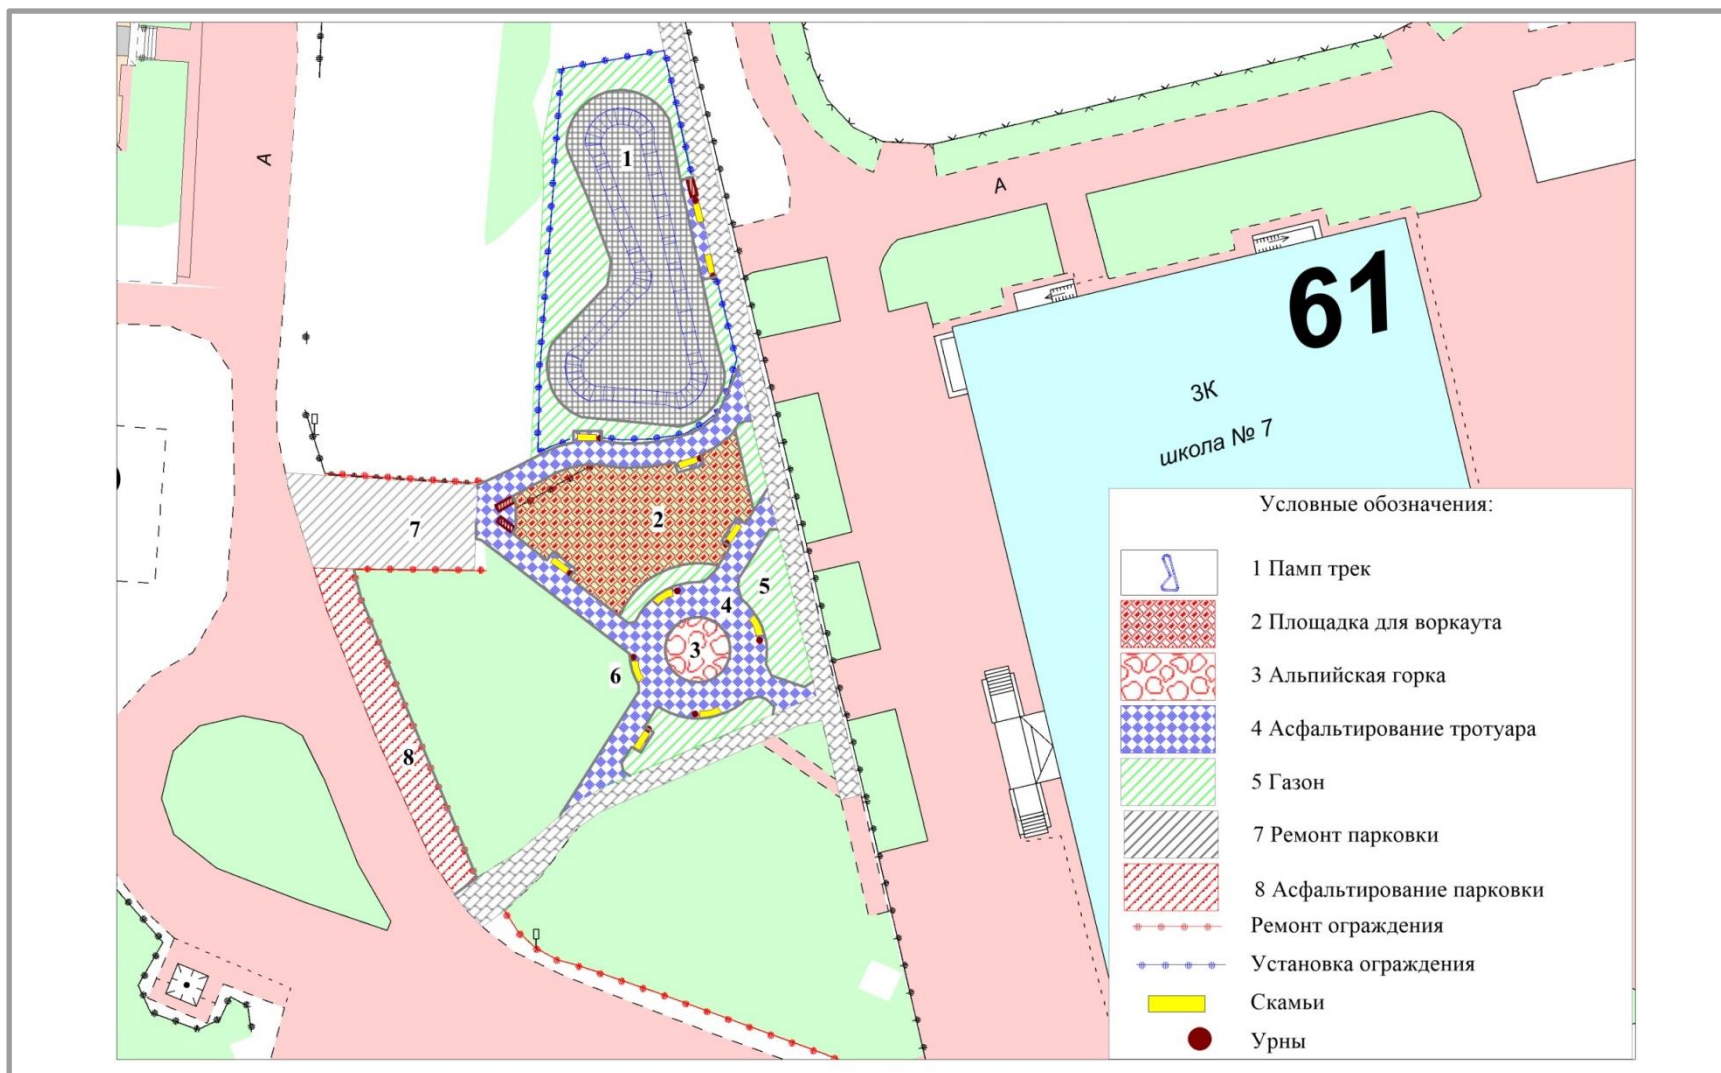 А
1
А
61
3К
школа № 7
2
7
5
4
3
6
8
Условные обозначения:
1 Памп трек
2 Площадка для воркаута
3 Альпийская горка
4 Асфальтирование тротуара
5 Газон
7 Ремонт парковки
8 Асфальтирование парковки
Ремонт ограждения
Установка ограждения
Скамьи
Урны